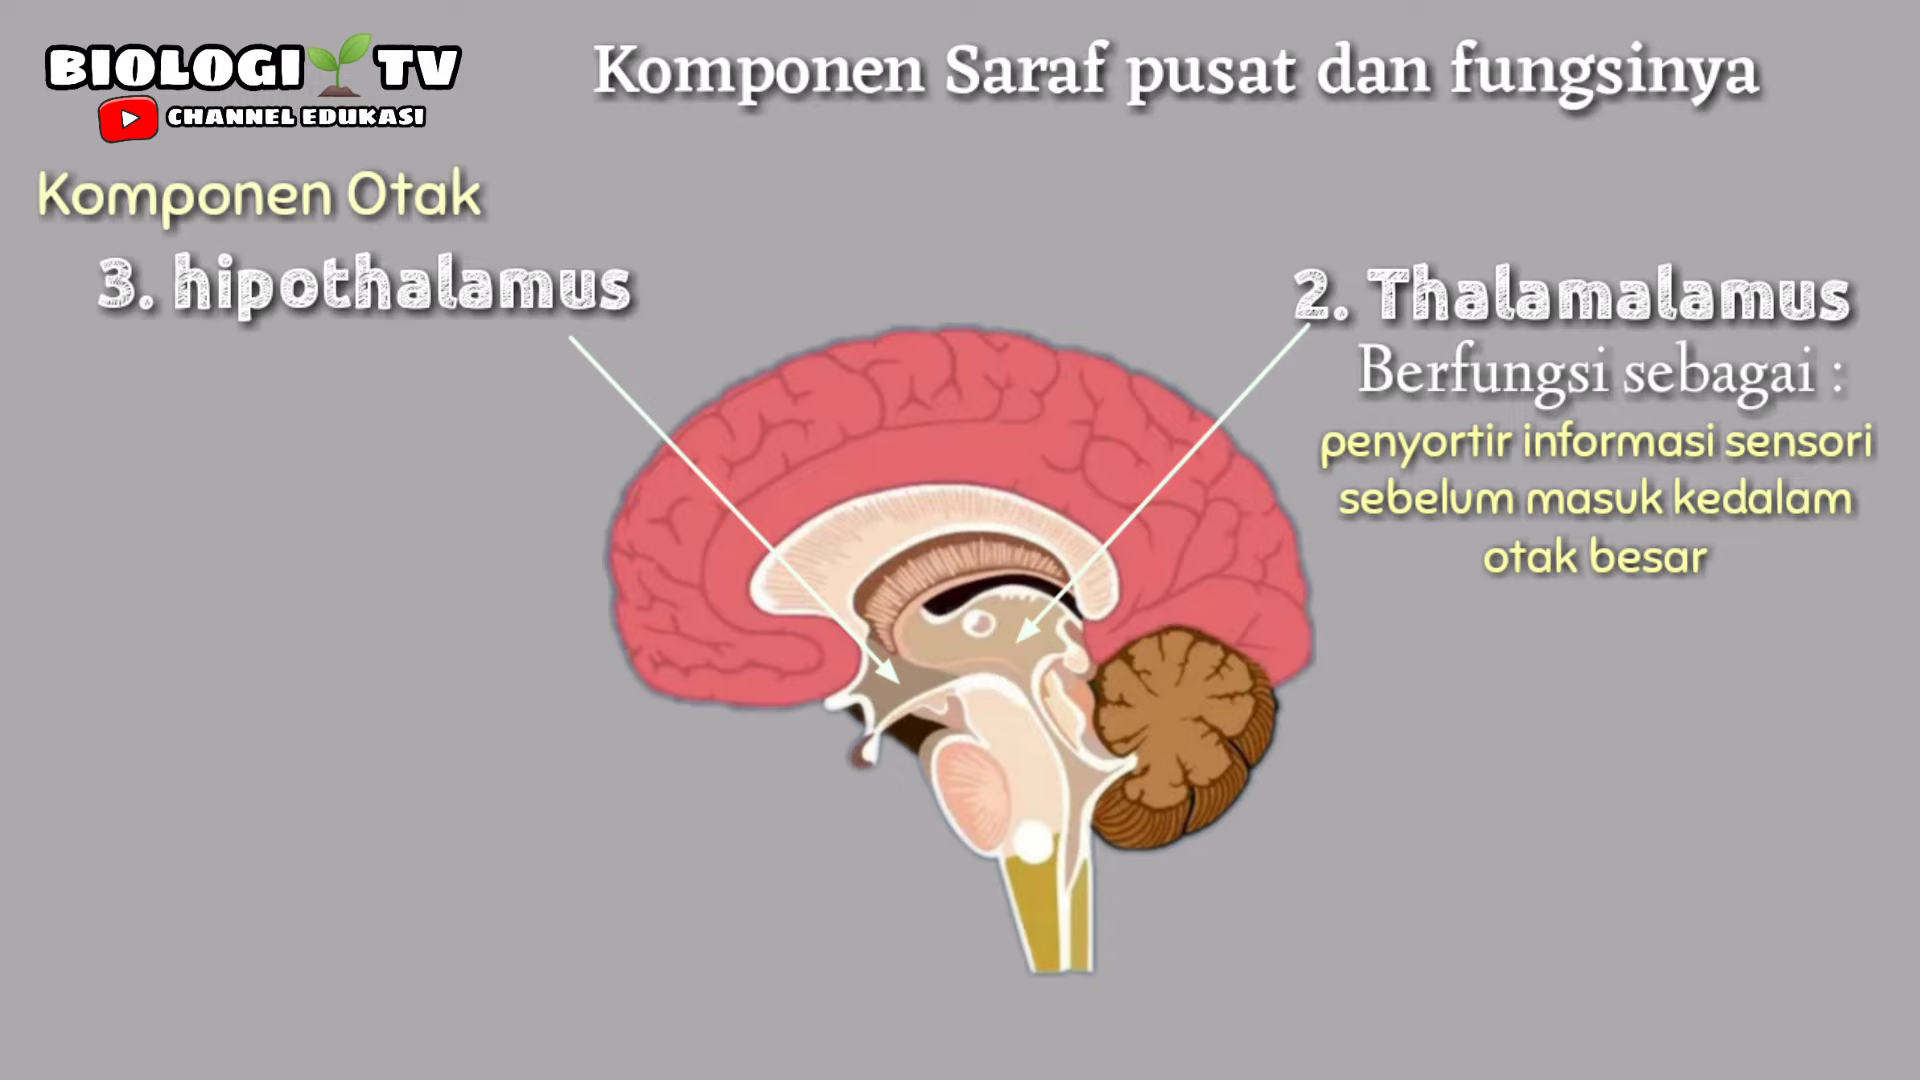 BIOLOGI TV
CHANNEL EDUKASI
Komponen Saraf pusat dan fungsinya
Komponen Otak
3. hipothalamus
2. Thalamalamus
Berfungsi sebagai :
penyortir informasi sensori
sebelum masuk kedalam
otak besar